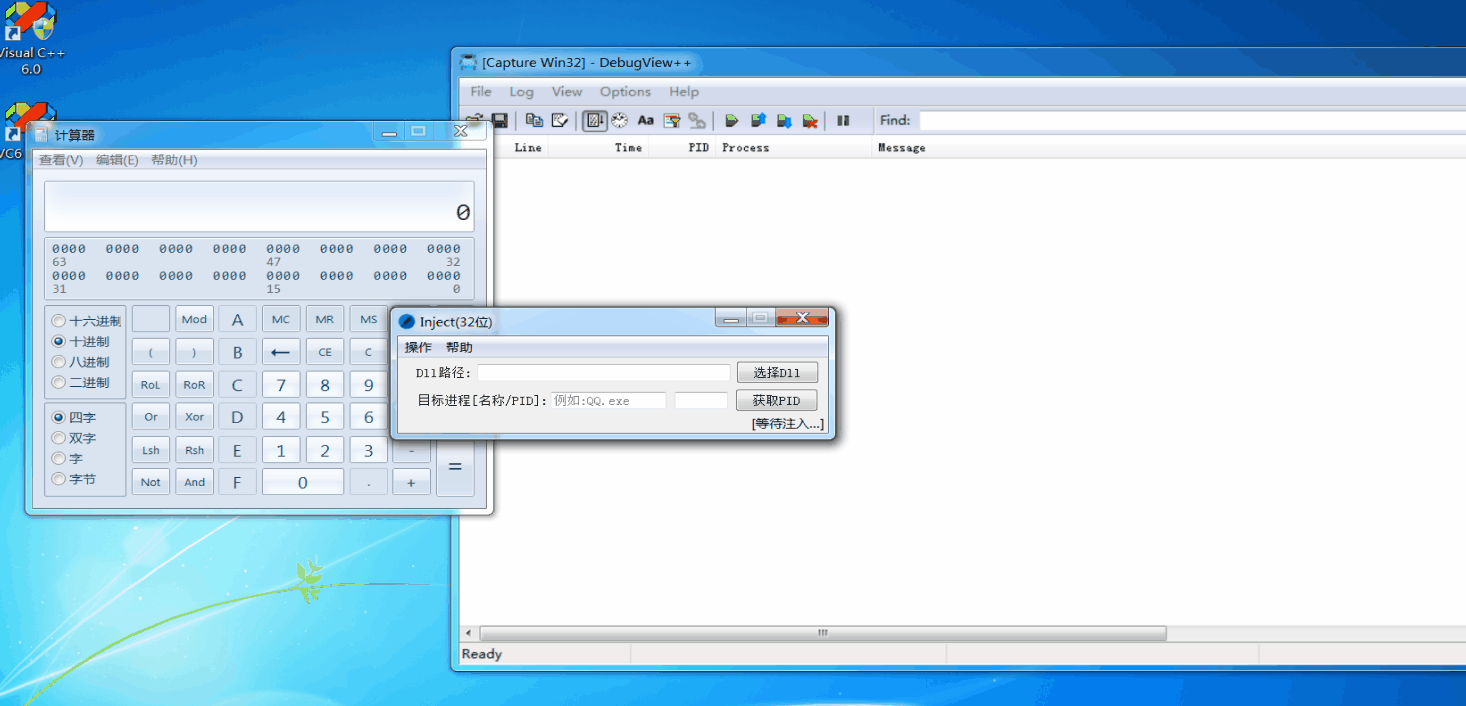 Visual C++
6.0
VC6
[Capture Win32] - DebugView++
File Log View Options Help
Aa Find:
Line Time PID Process Message
计算器
查看(V) 编辑(E) 帮助(H)
0
0000 0000 0000 0000 0000 0000 0000 0000
63 47 32
0000 0000 0000 0000 0000 0000 0000 0000
31 15 0
十六进制
十进制
八进制
二进制
四字
双字
字
字节
Mod A MC MR MS
( ) B ← CE C
RoL RoR C 7 8 9
Or Xor D 4 5 6
Lsh Rsh E 1 2 3 - =
Not And F 0 . +
Inject(32位)
操作 帮助
Dll路径: 选择Dll
目标进程[名称/PID]: 例如:QQ.exe 获取PID
[等待注入...]
Ready